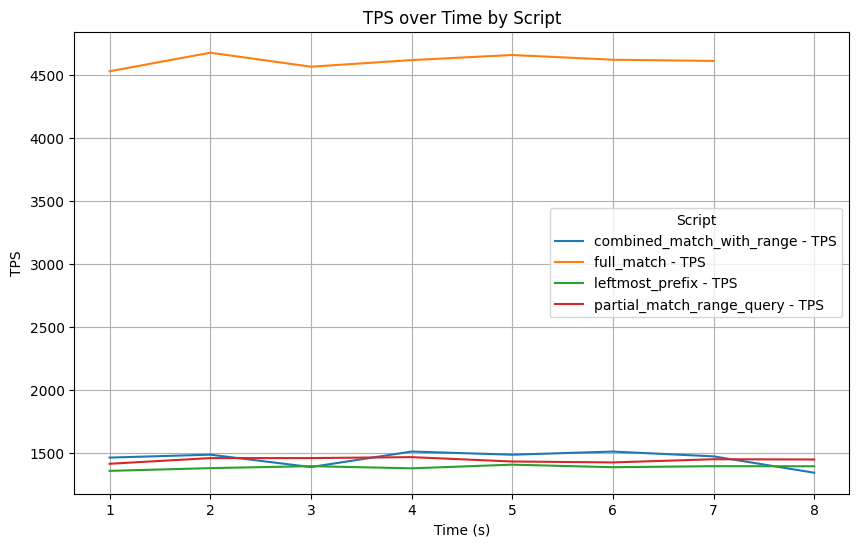 TPS over Time by Script
TPS
4500
4000
3500
3000
2500
2000
1500
Script
combined_match_with_range - TPS
full_match - TPS
leftmost_prefix - TPS
partial_match_range_query - TPS
1 2 3 4 5 6 7 8
Time (s)